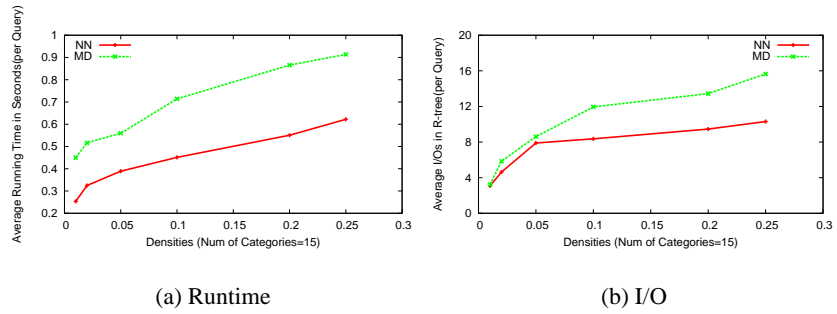 Average Running Time in Seconds(per Query)
1
0.9
0.8
0.7
0.6
0.5
0.4
0.3
0.2
NN
MD
0
0.05
0.1
0.15
0.2
0.25
0.3
Densities (Num of Categories=15)
(a) Runtime
Average I/Os in R-tree(per Query)
20
16
12
8
4
0
NN
MD
0
0.05
0.1
0.15
0.2
0.25
0.3
Densities (Num of Categories=15)
(b) I/O